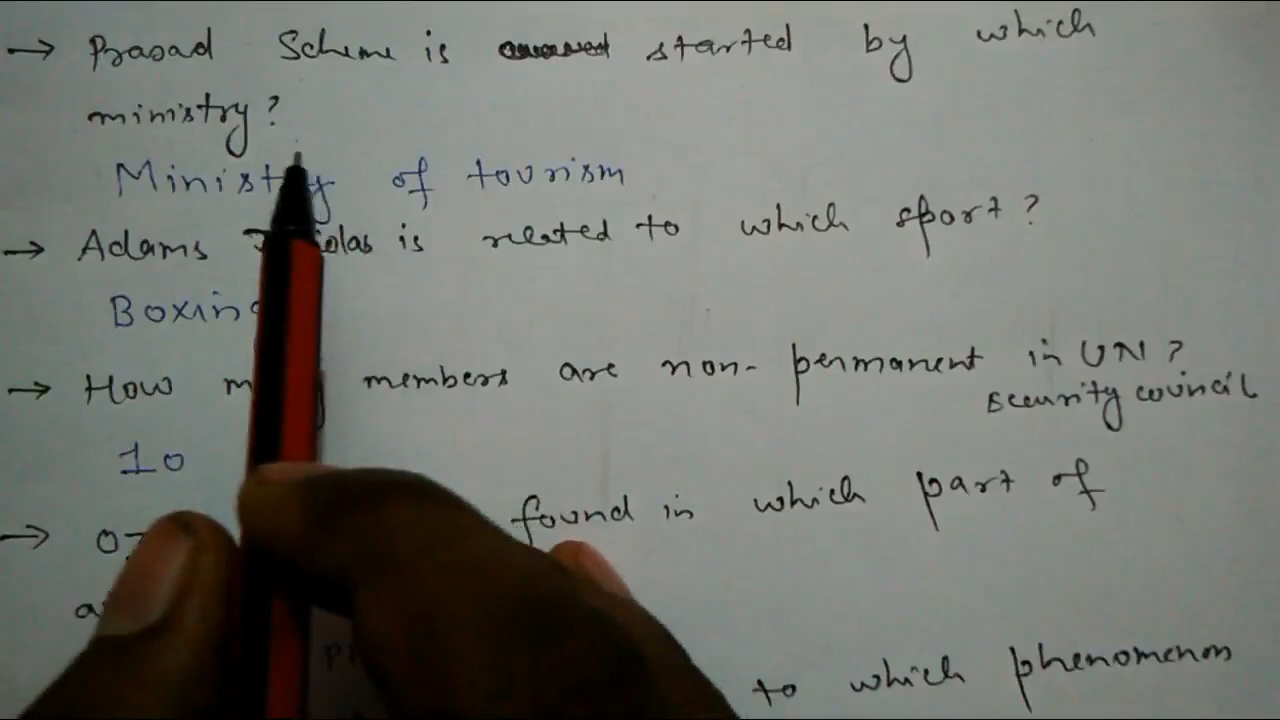 → Prasad Scheme is started by which
ministry?
Ministry of tourism
→ Adams is related to which sport?
Boxing
→ How members are non-permanent in UN?
security council
10
→ found in which part of
to which phenomenon